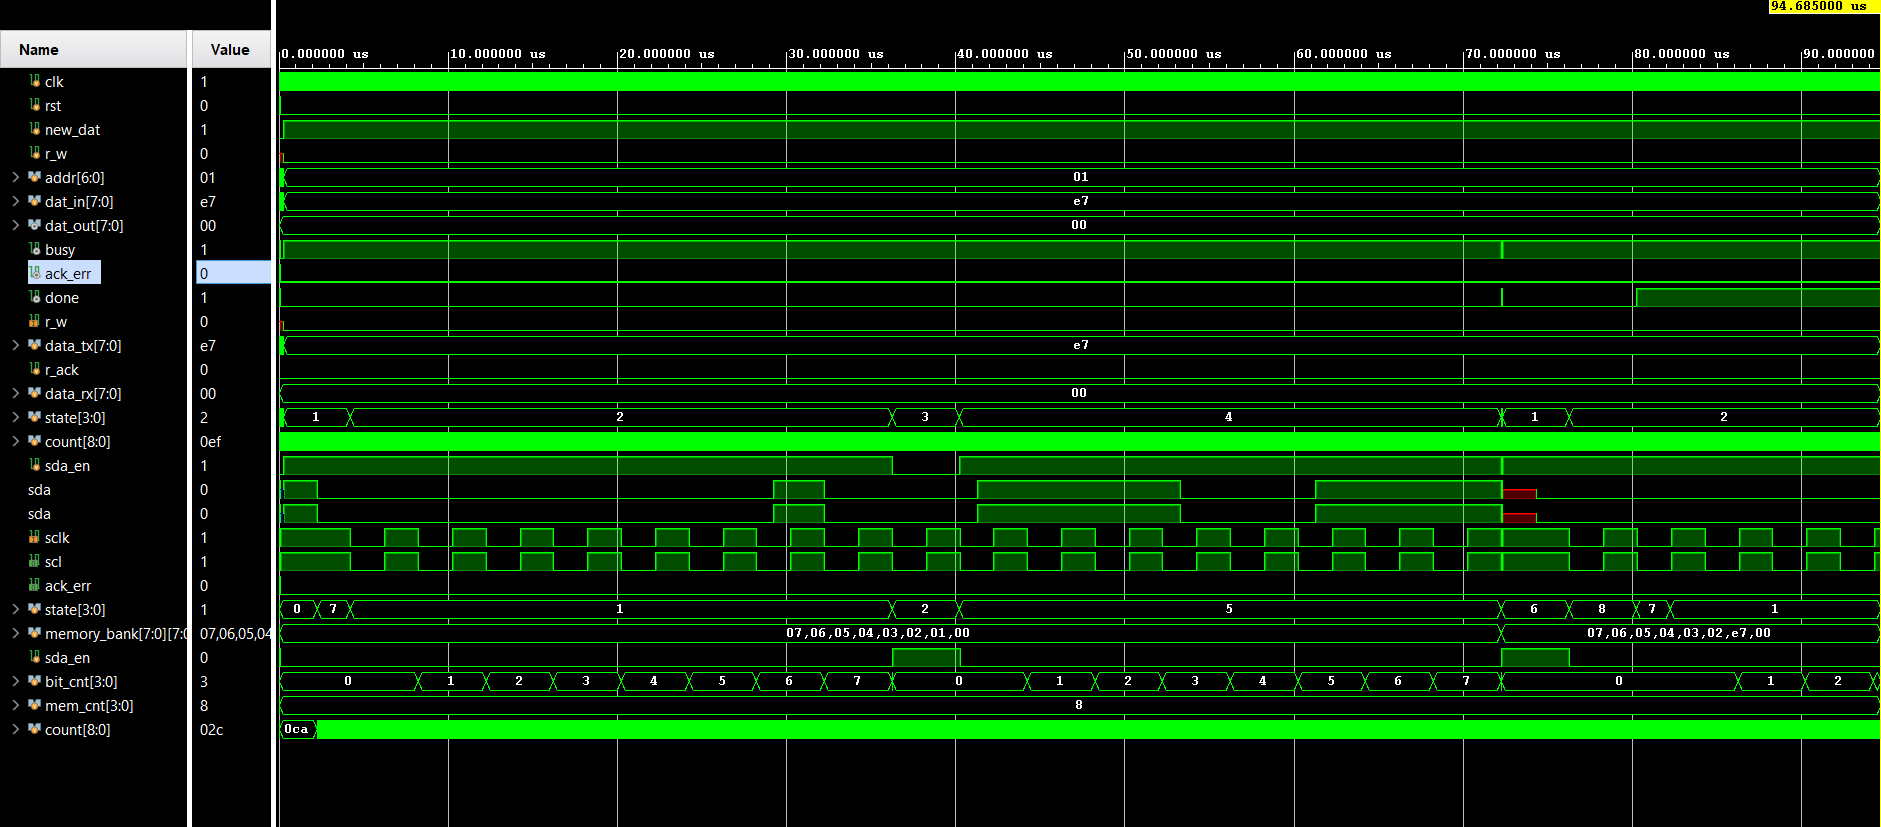 94.685000 us
Name Value 0.000000 us 10.000000 us 20.000000 us 30.000000 us 40.000000 us 50.000000 us 60.000000 us 70.000000 us 80.000000 us 90.000000
clk 1
rst 0
new_dat 1
r_w 0
addr[6:0] 01 01
dat_in[7:0] e7 e7
dat_out[7:0] 00 00
busy 1
ack_err 0
done 1
r_w 0
data_tx[7:0] e7 e7
r_ack 0
data_rx[7:0] 00 00
state[3:0] 2 1 2 3 4 1 2
count[8:0] 0ef
sda_en 1
sda 0
sda 0
sclk 1
scl 1
ack_err 0
state[3:0] 1 0 7 1 2 5 6 8 7 1
memory_bank[7:0][7:0 07,06,05,04 07,06,05,04,03,02,01,00 07,06,05,04,03,02,e7,00
sda_en 0
bit_cnt[3:0] 3 0 1 2 3 4 5 6 7 0 1 2 3 4 5 6 7 0 1 2
mem_cnt[3:0] 8 8
count[8:0] 02c 0ca